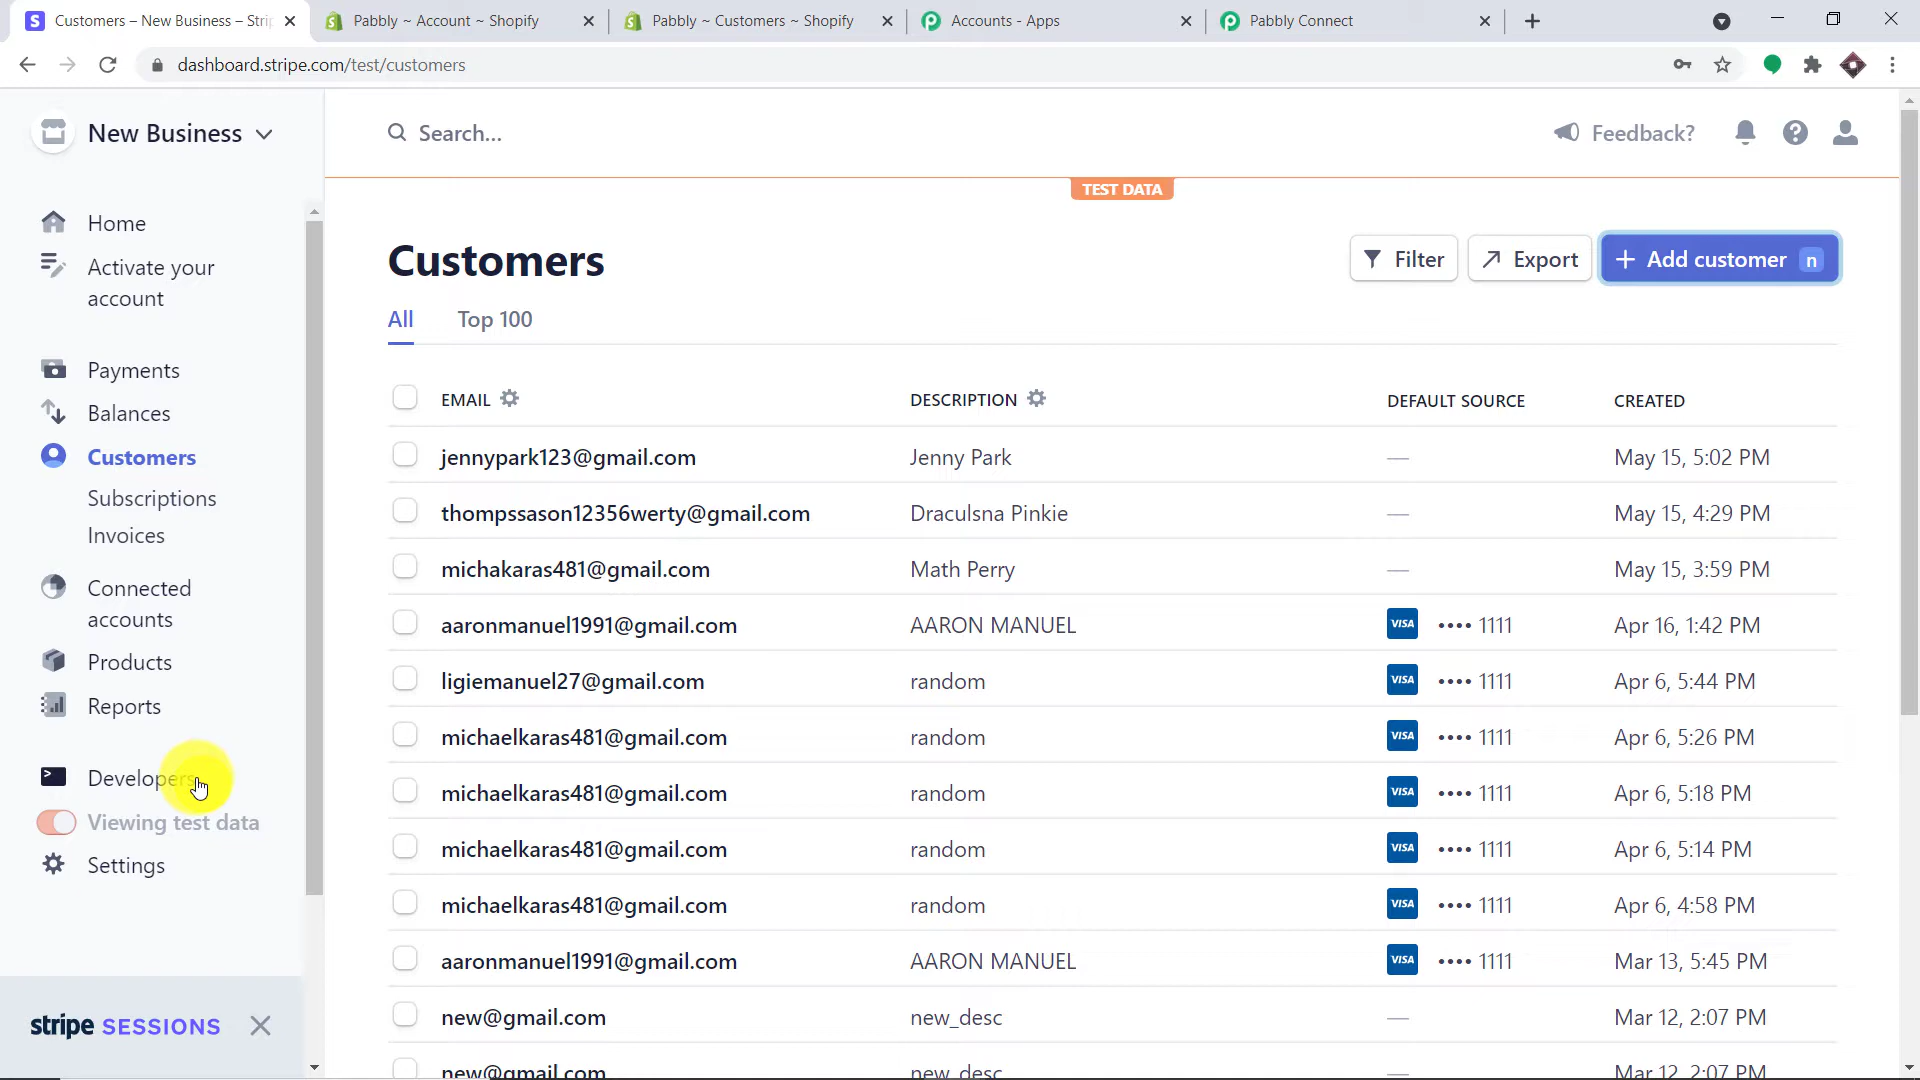 Customers – New Business – Stri
Pabbly ~ Account ~ Shopify
Pabbly ~ Customers ~ Shopify
Accounts - Apps
Pabbly Connect
dashboard.stripe.com/test/customers
New Business
Search...
Feedback?
TEST DATA
Home
Activate your
account
Payments
Balances
Customers
Subscriptions
Invoices
Connected
accounts
Products
Reports
Developers
Viewing test data
Settings
stripe SESSIONS
Customers
Filter
Export
Add customer n
All
Top 100
EMAIL DESCRIPTION DEFAULT SOURCE CREATED
jennypark123@gmail.com Jenny Park — May 15, 5:02 PM
thompssason12356werty@gmail.com Draculsna Pinkie — May 15, 4:29 PM
michakaras481@gmail.com Math Perry — May 15, 3:59 PM
aaronmanuel1991@gmail.com AARON MANUEL VISA •••• 1111 Apr 16, 1:42 PM
ligiemanuel27@gmail.com random VISA •••• 1111 Apr 6, 5:44 PM
michaelkaras481@gmail.com random VISA •••• 1111 Apr 6, 5:26 PM
michaelkaras481@gmail.com random VISA •••• 1111 Apr 6, 5:18 PM
michaelkaras481@gmail.com random VISA •••• 1111 Apr 6, 5:14 PM
michaelkaras481@gmail.com random VISA •••• 1111 Apr 6, 4:58 PM
aaronmanuel1991@gmail.com AARON MANUEL VISA •••• 1111 Mar 13, 5:45 PM
new@gmail.com new_desc — Mar 12, 2:07 PM
new@gmail.com new_desc — Mar 12, 2:07 PM